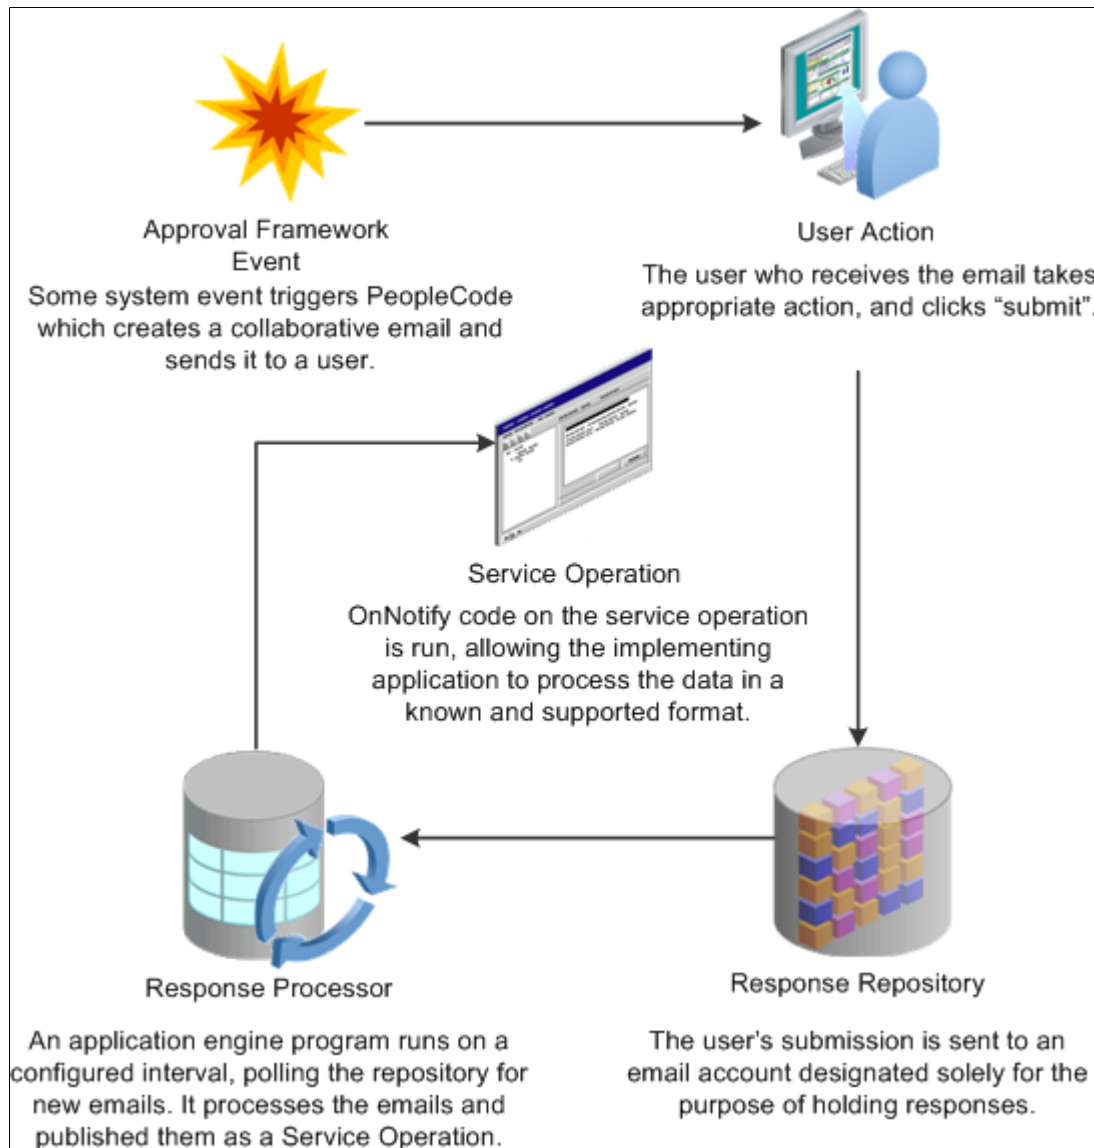 Approval Framework
Event
Some system event triggers PeopleCode
which creates a collaborative email and
sends it to a user.
User Action
The user who receives the email takes
appropriate action, and clicks “submit”.
Service Operation
OnNotify code on the service operation
is run, allowing the implementing
application to process the data in a
known and supported format.
Response Processor
An application engine program runs on a
configured interval, polling the repository for
new emails. It processes the emails and
published them as a Service Operation.
Response Repository
The user’s submission is sent to an
email account designated solely for the
purpose of holding responses.